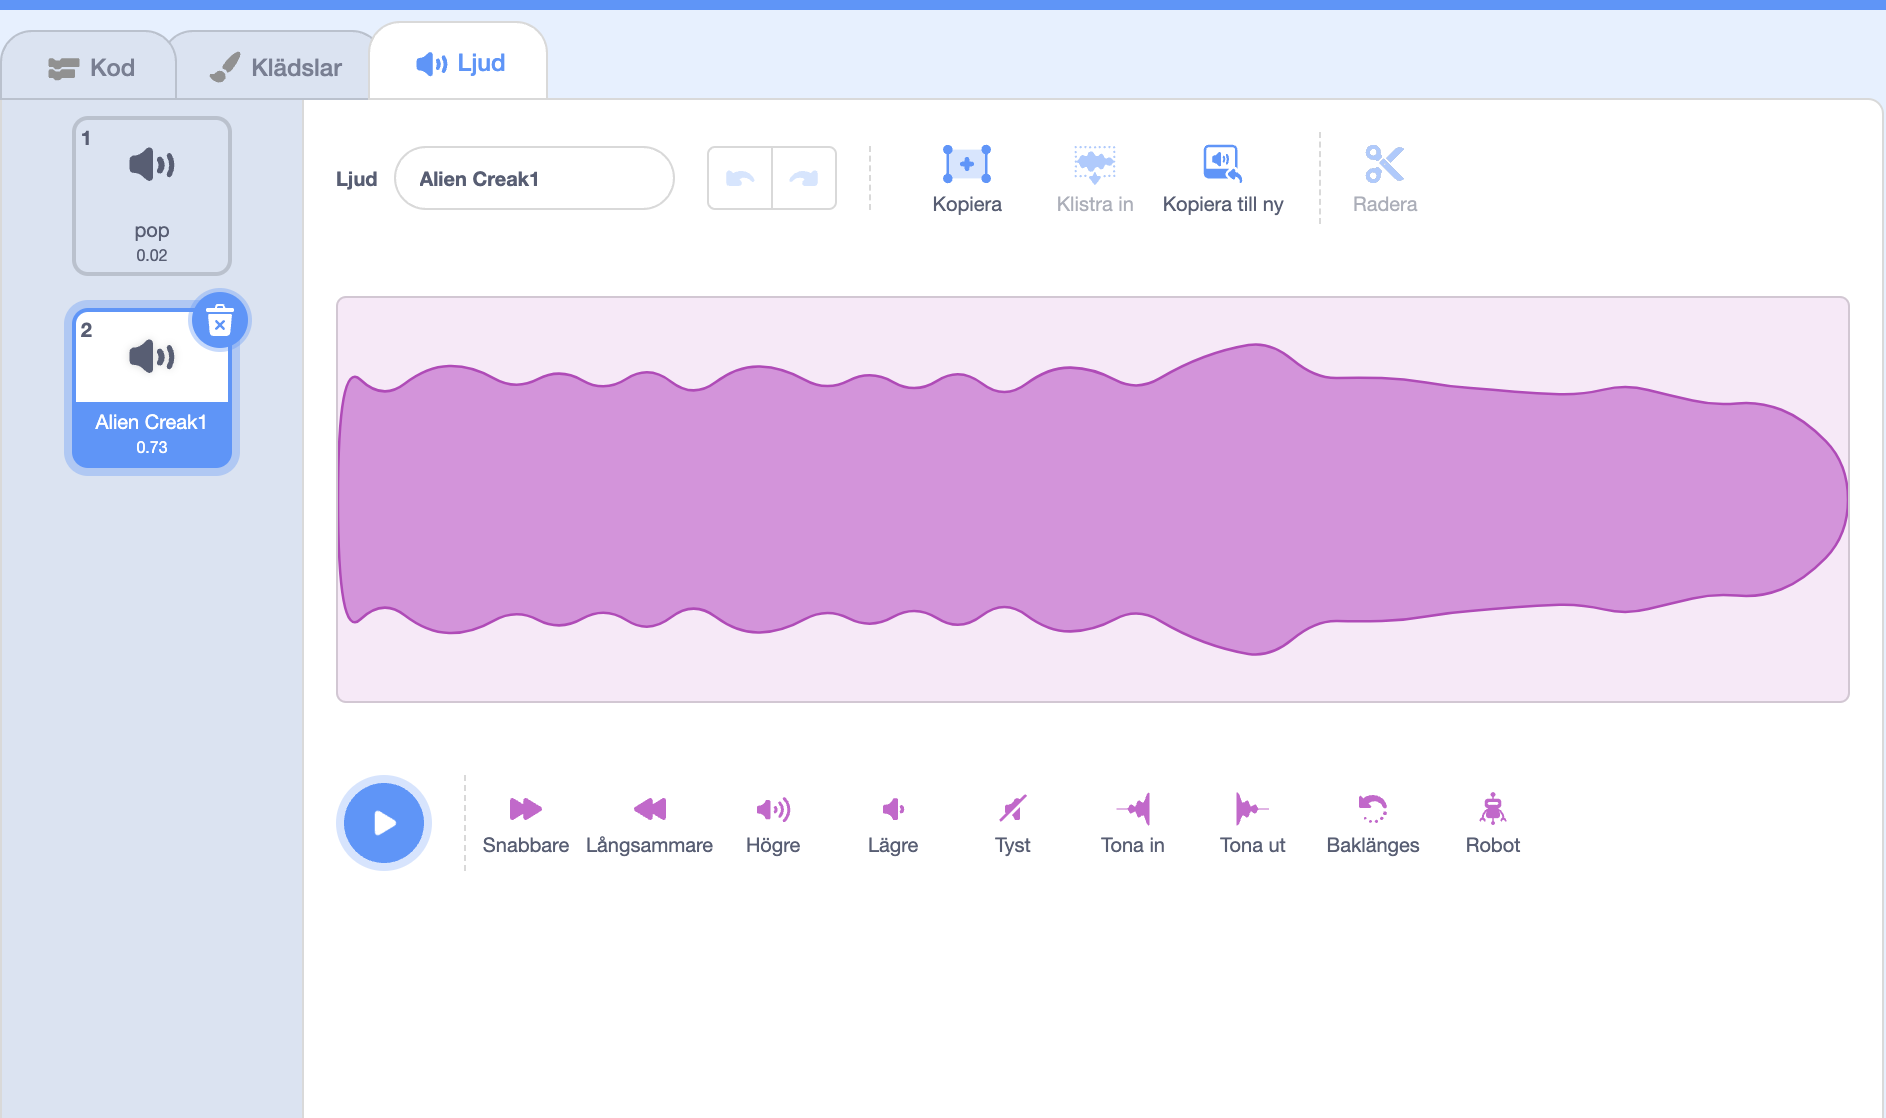 Kod
Klädslar
Ljud
1
pop
0.02
2
Alien Creak1
0.73
Ljud
Alien Creak1
Kopiera
Klistra in
Kopiera till ny
Radera
Snabbare
Långsammare
Högre
Lägre
Tyst
Tona in
Tona ut
Baklänges
Robot